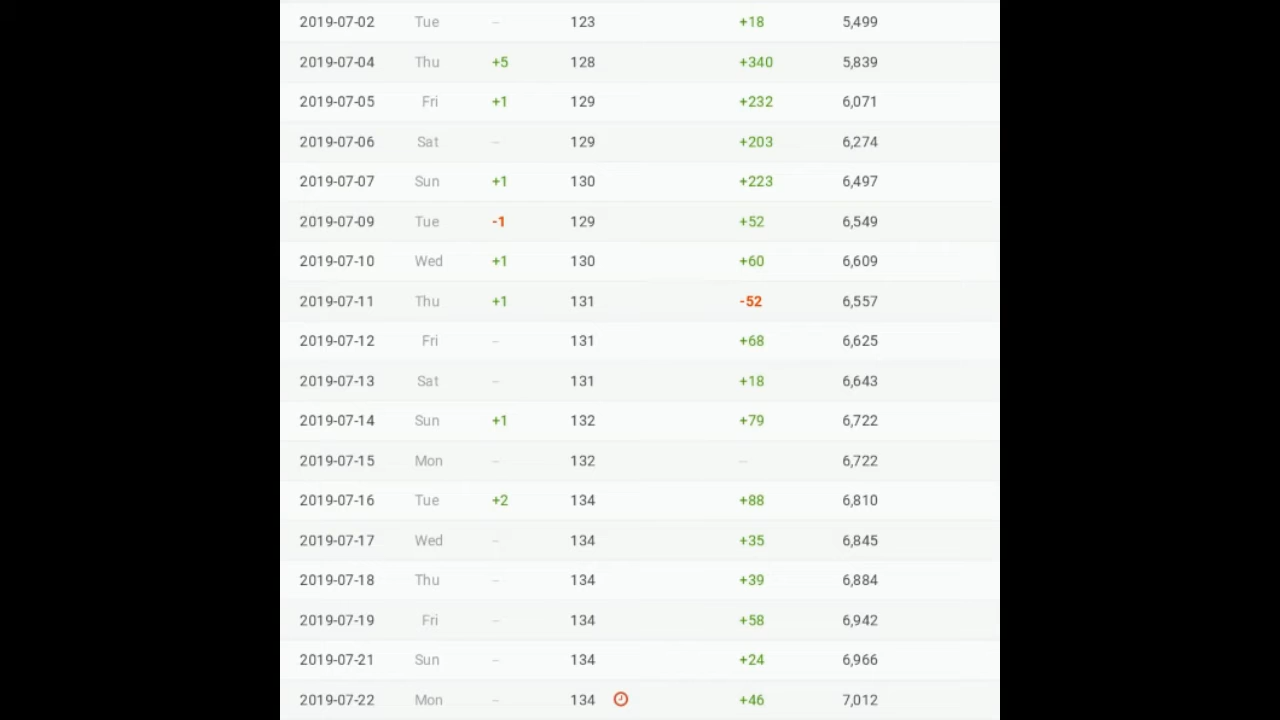 2019-07-02 Tue -- 123 +18 5,499
2019-07-04 Thu +5 128 +340 5,839
2019-07-05 Fri +1 129 +232 6,071
2019-07-06 Sat -- 129 +203 6,274
2019-07-07 Sun +1 130 +223 6,497
2019-07-09 Tue -1 129 +52 6,549
2019-07-10 Wed +1 130 +60 6,609
2019-07-11 Thu +1 131 -52 6,557
2019-07-12 Fri -- 131 +68 6,625
2019-07-13 Sat -- 131 +18 6,643
2019-07-14 Sun +1 132 +79 6,722
2019-07-15 Mon -- 132 -- 6,722
2019-07-16 Tue +2 134 +88 6,810
2019-07-17 Wed -- 134 +35 6,845
2019-07-18 Thu -- 134 +39 6,884
2019-07-19 Fri -- 134 +58 6,942
2019-07-21 Sun -- 134 +24 6,966
2019-07-22 Mon -- 134 +46 7,012